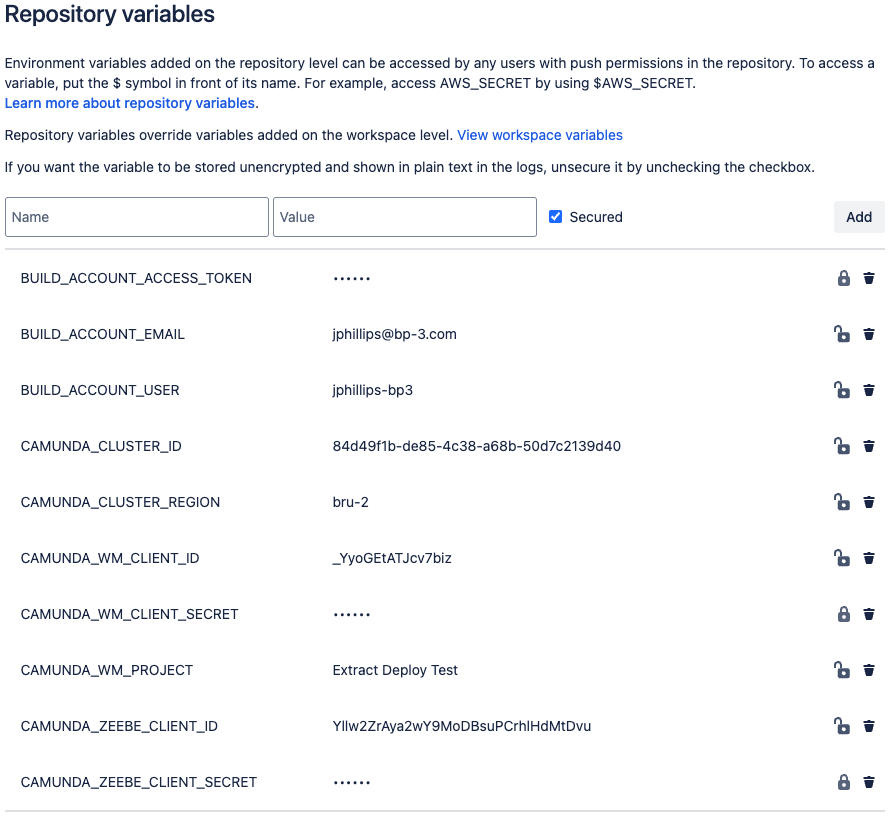 Repository variables
Environment variables added on the repository level can be accessed by any users with push permissions in the repository. To access a
variable, put the $ symbol in front of its name. For example, access AWS_SECRET by using $AWS_SECRET.
Learn more about repository variables.
Repository variables override variables added on the workspace level. View workspace variables
If you want the variable to be stored unencrypted and shown in plain text in the logs, unsecure it by unchecking the checkbox.
Name Value Secured Add
BUILD_ACCOUNT_ACCESS_TOKEN ••••••
BUILD_ACCOUNT_EMAIL jphillips@bp-3.com
BUILD_ACCOUNT_USER jphillips-bp3
CAMUNDA_CLUSTER_ID 84d49f1b-de85-4c38-a68b-50d7c2139d40
CAMUNDA_CLUSTER_REGION bru-2
CAMUNDA_WM_CLIENT_ID _YyoGEtATJcv7biz
CAMUNDA_WM_CLIENT_SECRET ••••••
CAMUNDA_WM_PROJECT Extract Deploy Test
CAMUNDA_ZEEBE_CLIENT_ID YIlw2ZrAya2wY9MoDBsuPCrhlHdMtDvu
CAMUNDA_ZEEBE_CLIENT_SECRET ••••••